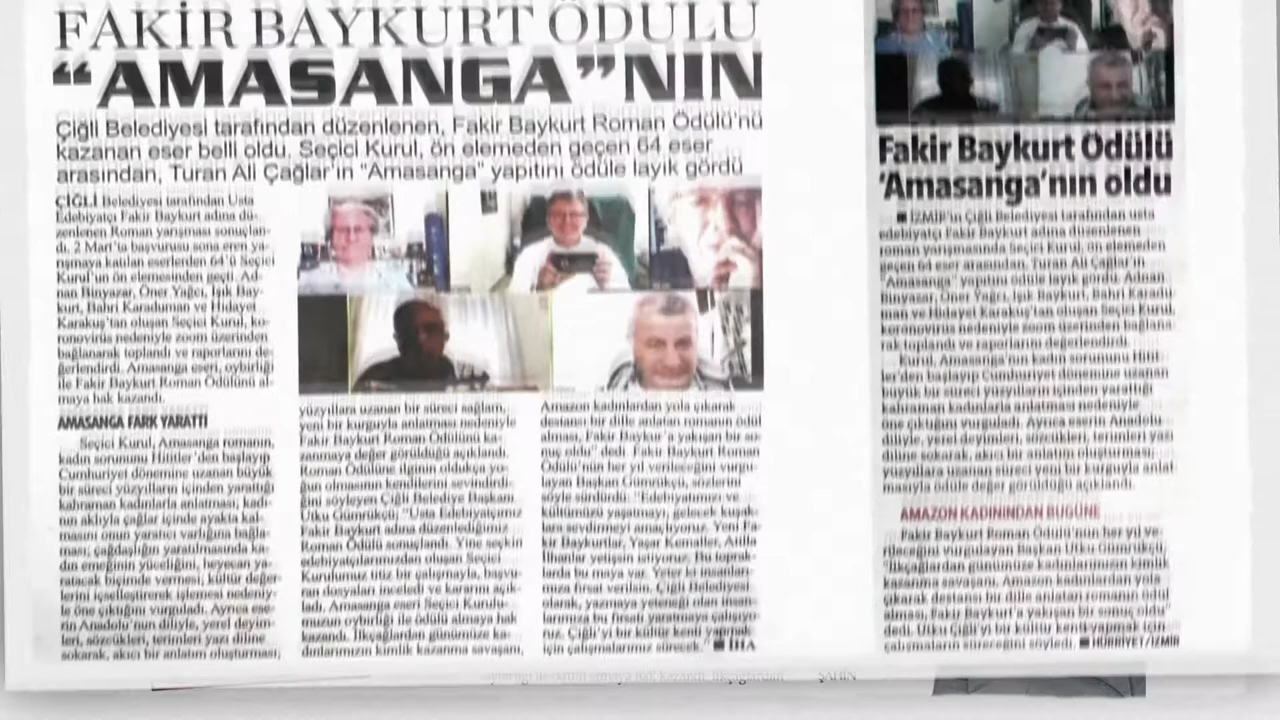 FAKİR BAYKURT ÖDÜLÜ
“AMASANGA”NIN
Çiğli Belediyesi tarafından düzenlenen, Fakir Baykurt Roman Ödülü'nü
kazanan eser belli oldu. Seçici Kurul, ön elemeden geçen 64 eser
arasından, Turan Ali Çağlar'ın "Amasanga" yapıtını ödüle layık gördü
ÇİĞLİ Belediyesi tarafından Usta
Edebiyatçı Fakir Baykurt adına dü-
zenlenen Roman yarışması sonuçlan-
dı. 2 Mart'ta başvurusu sona eren ya-
rışmaya katılan eserlerden 64'ü Seçici
Kurul'un ön elemesinden geçti. Ad-
nan Binyazar, Öner Yağcı, Işık Bay-
kurt, Bahri Karaduman ve Hidayet
Karakuş'tan oluşan Seçici Kurul, ko-
ronovirüs nedeniyle zoom üzerinden
bağlanarak toplandı ve raporlarını de-
ğerlendirdi. Amasanga eseri, oybirliği
ile Fakir Baykurt Roman Ödülünü al-
maya hak kazandı.
AMASANGA FARK YARATTI
Seçici Kurul, Amasanga romanın,
kadın sorununu Hititler'den başlayıp
Cumhuriyet dönemine uzanan büyük
bir süreci yüzyılların içinden yarattığı
kahraman kadınlarla anlatması, kadı-
nın aklıyla çağlar içinde ayakta kal-
masını onun yaratıcı varlığına bağla-
ması; çağdaşlığın yaratılmasında ka-
dın emeğinin yüceliğini, heyecan ya-
ratacak biçimde vermesi, kültür değer-
lerini içselleştirerek işlemesi nedeniy-
le öne çıktığını vurguladı. Ayrıca ese-
rin Anadolu'nun diliyle, yerel deyim-
leri, sözcükleri, terimleri yazı diline
sokarak, akıcı bir anlatım oluşturması,
yüzyıllara uzanan bir süreci sağlam,
yeni bir kurguyla anlatması nedeniyle
Fakir Baykurt Roman Ödülünü ka-
zanmaya değer görüldüğü açıklandı.
Roman Ödülüne ilginin oldukça yo-
ğun olmasının kendilerini sevindirdi-
ğini söyleyen Çiğli Belediye Başkanı
Utku Gümrükçü, "Usta Edebiyatçımız
Fakir Baykurt adına düzenlediğimiz
Roman Ödülü sonuçlandı. Yine seçkin
edebiyatçılarımızdan oluşan Seçici
Kurulumuz titiz bir çalışmayla, başvu-
ran dosyaları inceledi ve kararını açık-
ladı. Amasanga eseri Seçici Kurulu-
muzun oybirliği ile ödülü almaya hak
kazandı. İlkçağlardan günümüze ka-
dınlarımızın kimlik kazanma savaşını,
Amazon kadınlardan yola çıkarak
destansı bir dille anlatan romanın ödül
alması, Fakir Baykur'a yakışan bir so-
nuç oldu" dedi. Fakir Baykurt Roman
Ödülü'nün her yıl verileceğini vurgu-
layan Başkan Gümrükçü, sözlerini
şöyle sürdürdü: "Edebiyatımızı ve
kültürümüzü yaşatmayı, gelecek kuşak-
lara sevdirmeyi amaçlıyoruz. Yeni Fa-
kir Baykurtlar, Yaşar Kemaller, Attila
İlhanlar yetişsin istiyoruz. Bu toprak-
larda bu maya var. Yeter ki insanları-
mıza fırsat verilsin. Çiğli Belediyesi
olarak, yazmaya yeteneği olan insan-
larımıza bu fırsatı yaratmaya çalışıyo-
ruz. Çiğli'yi bir kültür kenti
için çalışmalarımız sürecek. ■ İHA
Fakir Baykurt Ödülü
'Amasanga'nın oldu
■ İZMİR'in Çiğli Belediyesi tarafından usta
edebiyatçı Fakir Baykurt adına düzenlenen
roman yarışmasında Seçici Kurul, ön elemeden
geçen 64 eser arasından, Turan Ali Çağlar'ın
"Amasanga" yapıtını ödüle layık gördü. Adnan
Binyazar, Öner Yağcı, Işık Baykurt, Bahri Karadu-
man ve Hidayet Karakuş'tan oluşan Seçici Kurul,
koronovirüs nedeniyle zoom üzerinden bağlana-
rak toplandı ve raporlarını değerlendirdi.
Kurul, Amasanga'nın kadın sorununu Hitit-
ler'den başlayıp Cumhuriyet dönemine uzanan
büyük bir süreci yüzyılların içinden yarattığı
kahraman kadınlarla anlatması nedeniyle
öne çıktığını vurguladı. Ayrıca eserin Anadolu
diliyle, yerel deyimleri, sözcükleri, terimleri yazı
diline sokarak, akıcı bir anlatım oluşturması,
yüzyıllara uzanan süreci yeni bir kurguyla anlat-
masıyla ödüle değer görüldüğü açıklandı.
AMAZON KADININDAN BUGÜNE
Fakir Baykurt Roman Ödülü'nün her yıl ve-
rileceğini vurgulayan Başkan Utku Gümrükçü,
"İlkçağlardan günümüze kadınlarımızın kimlik
kazanma savaşını, Amazon kadınlardan yola
çıkarak destansı bir dille anlatan romanın ödül
alması, Fakir Baykur'a yakışan bir sonuç oldu"
dedi. Utku Çiğli'yi bir kültür kenti yapmak için
çalışmaların süreceğini söyledi. ■ HÜRRİYET/İZMİR
ŞAHİN